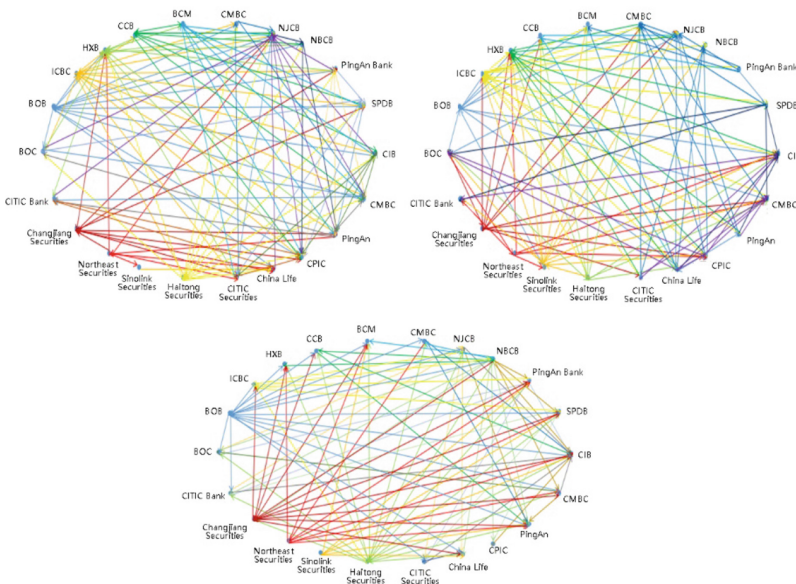 BCM
CMBC
CCB
NJCB
NBCB
HXB
PingAn Bank
ICBC
BOB
SPDB
BOC
CIB
CITIC Bank
CMBC
Changjiang
Securities
PingAn
Northeast
Securities
CPIC
Sinolink
Securities
Haitong
Securities
CITIC
Securities
China Life
BCM
CMBC
CCB
NJCB
NBCB
HXB
PingAn Bank
ICBC
BOB
SPDB
BOC
CI
CITIC Bank
CMBC
Changjiang
Securities
PingAn
Northeast
Securities
CPIC
Sinolink
Securities
Haitong
Securities
CITIC
Securities
China Life
BCM
CMBC
CCB
NJCB
NBCB
HXB
PingAn Bank
ICBC
BOB
SPDB
BOC
CIB
CITIC Bank
CMBC
Changjiang
Securities
PingAn
Northeast
Securities
CPIC
Sinolink
Securities
Haitong
Securities
CITIC
Securities
China Life